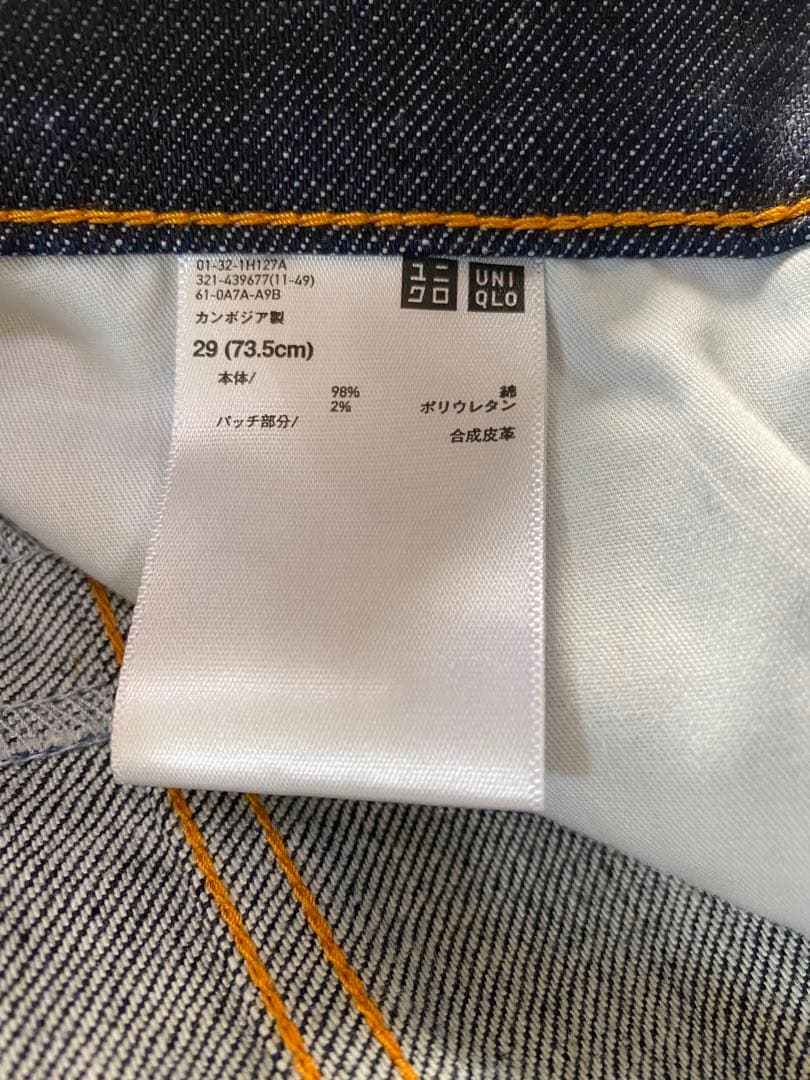 01-32-1H127A
321-439677(11-49)
61-0A7A-A9B
ユニクロ
UNIQLO
カンボジア製
29 (73.5cm)
本体/
98% 綿
2% ポリウレタン
パッチ部分/
合成皮革